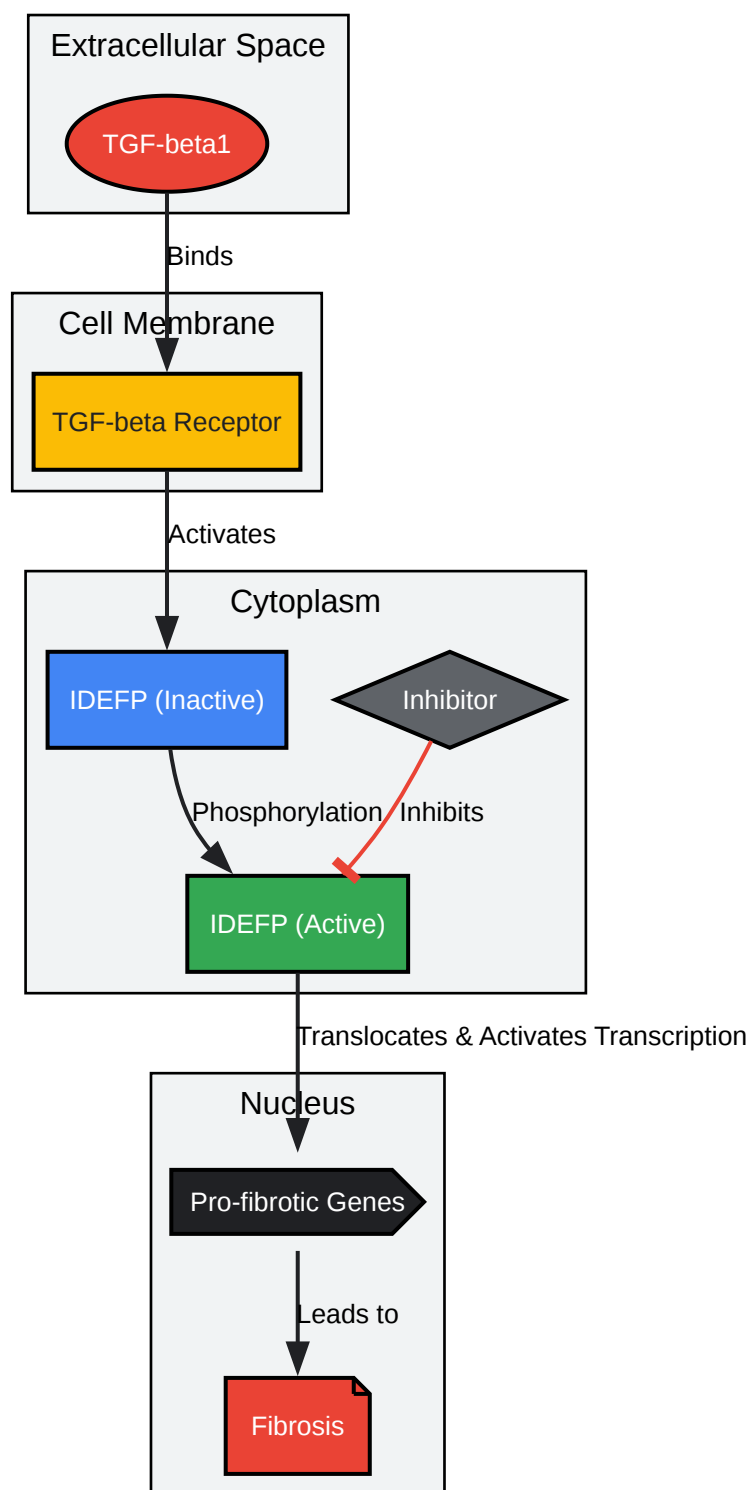 Extracellular Space
TGF-beta1
Binds
Cell Membrane
TGF-beta Receptor
Activates
Cytoplasm
IDEFP (Inactive)
Inhibitor
Phosphorylation
Inhibits
IDEFP (Active)
Translocates & Activates Transcription
Nucleus
Pro-fibrotic Genes
Leads to
Fibrosis